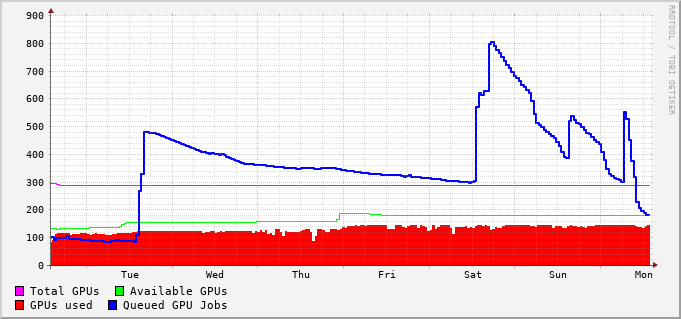 900
800
700
600
500
400
300
200
100
0
Tue Wed Thu Fri Sat Sun Mon
Total GPUs Available GPUs
GPUs used Queued GPU Jobs
RRDTOOL / TOBI OETIKER